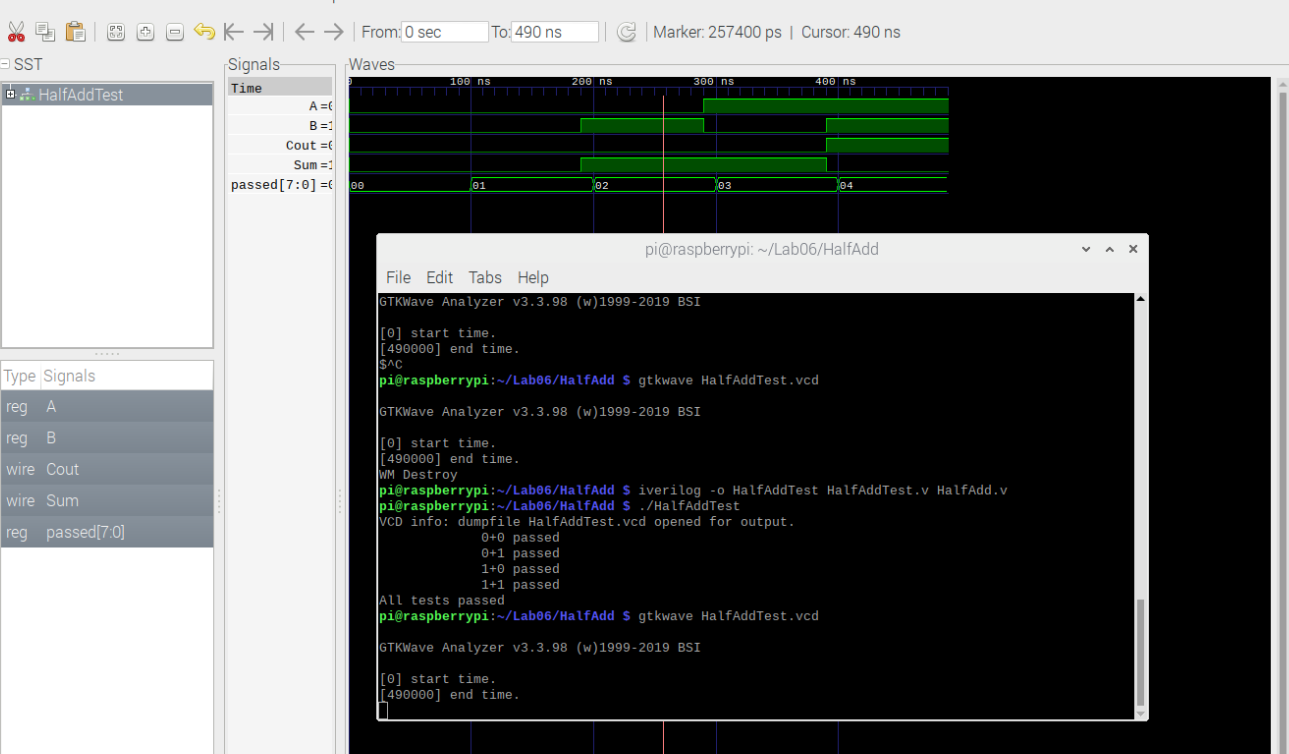 From: 0 sec To: 490 ns Marker: 257400 ps | Cursor: 490 ns
SST
HalfAddTest
Type Signals
reg A
reg B
wire Cout
wire Sum
reg passed[7:0]
Signals
Time
A =0
B =1
Cout =0
Sum =1
passed[7:0] =0
Waves
0 100 ns 200 ns 300 ns 400 ns
00 01 02 03 04
pi@raspberrypi: ~/Lab06/HalfAdd
File Edit Tabs Help
GTKWave Analyzer v3.3.98 (w)1999-2019 BSI
[0] start time.
[490000] end time.
$^C
pi@raspberrypi:~/Lab06/HalfAdd $ gtkwave HalfAddTest.vcd
GTKWave Analyzer v3.3.98 (w)1999-2019 BSI
[0] start time.
[490000] end time.
WM Destroy
pi@raspberrypi:~/Lab06/HalfAdd $ iverilog -o HalfAddTest HalfAddTest.v HalfAdd.v
pi@raspberrypi:~/Lab06/HalfAdd $ ./HalfAddTest
VCD info: dumpfile HalfAddTest.vcd opened for output.
0+0 passed
0+1 passed
1+0 passed
1+1 passed
All tests passed
pi@raspberrypi:~/Lab06/HalfAdd $ gtkwave HalfAddTest.vcd
GTKWave Analyzer v3.3.98 (w)1999-2019 BSI
[0] start time.
[490000] end time.